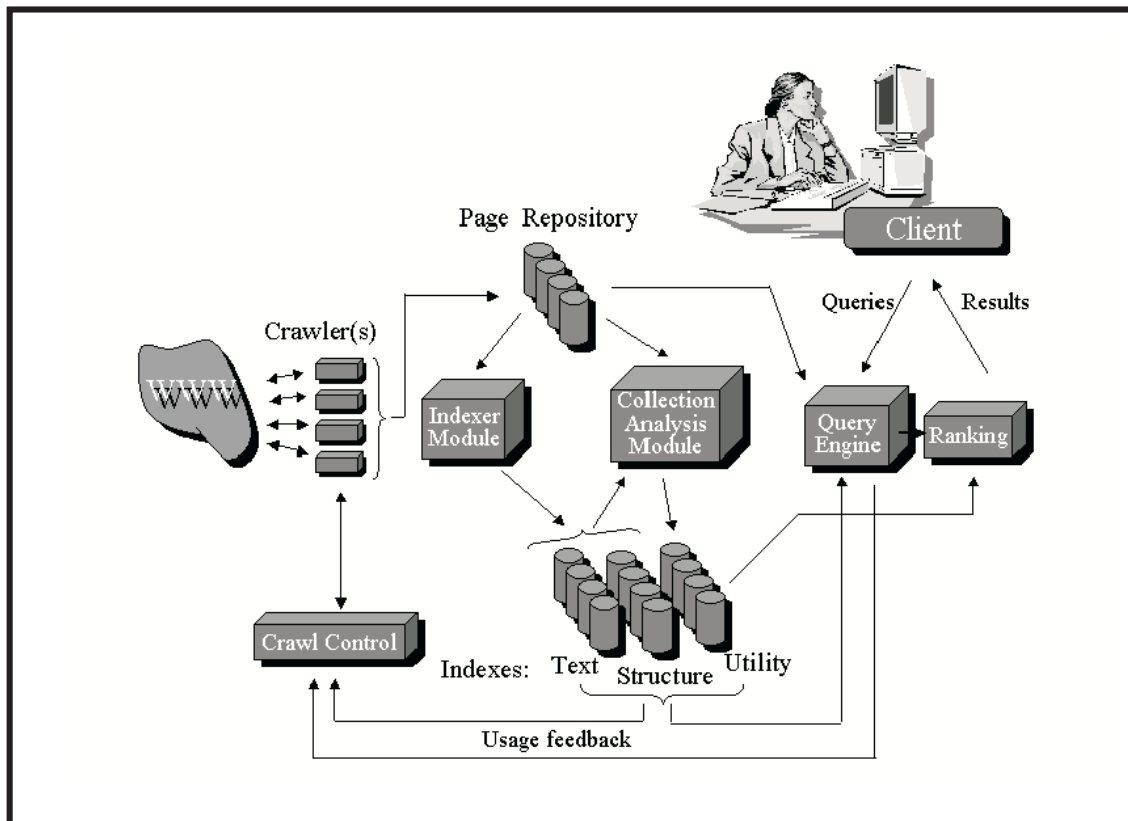 Client
Page Repository
Queries
Results
Crawler(s)
WWW
Indexer
Module
Collection
Analysis
Module
Query
Engine
Ranking
Crawl Control
Indexes:
Text
Structure
Utility
Usage feedback